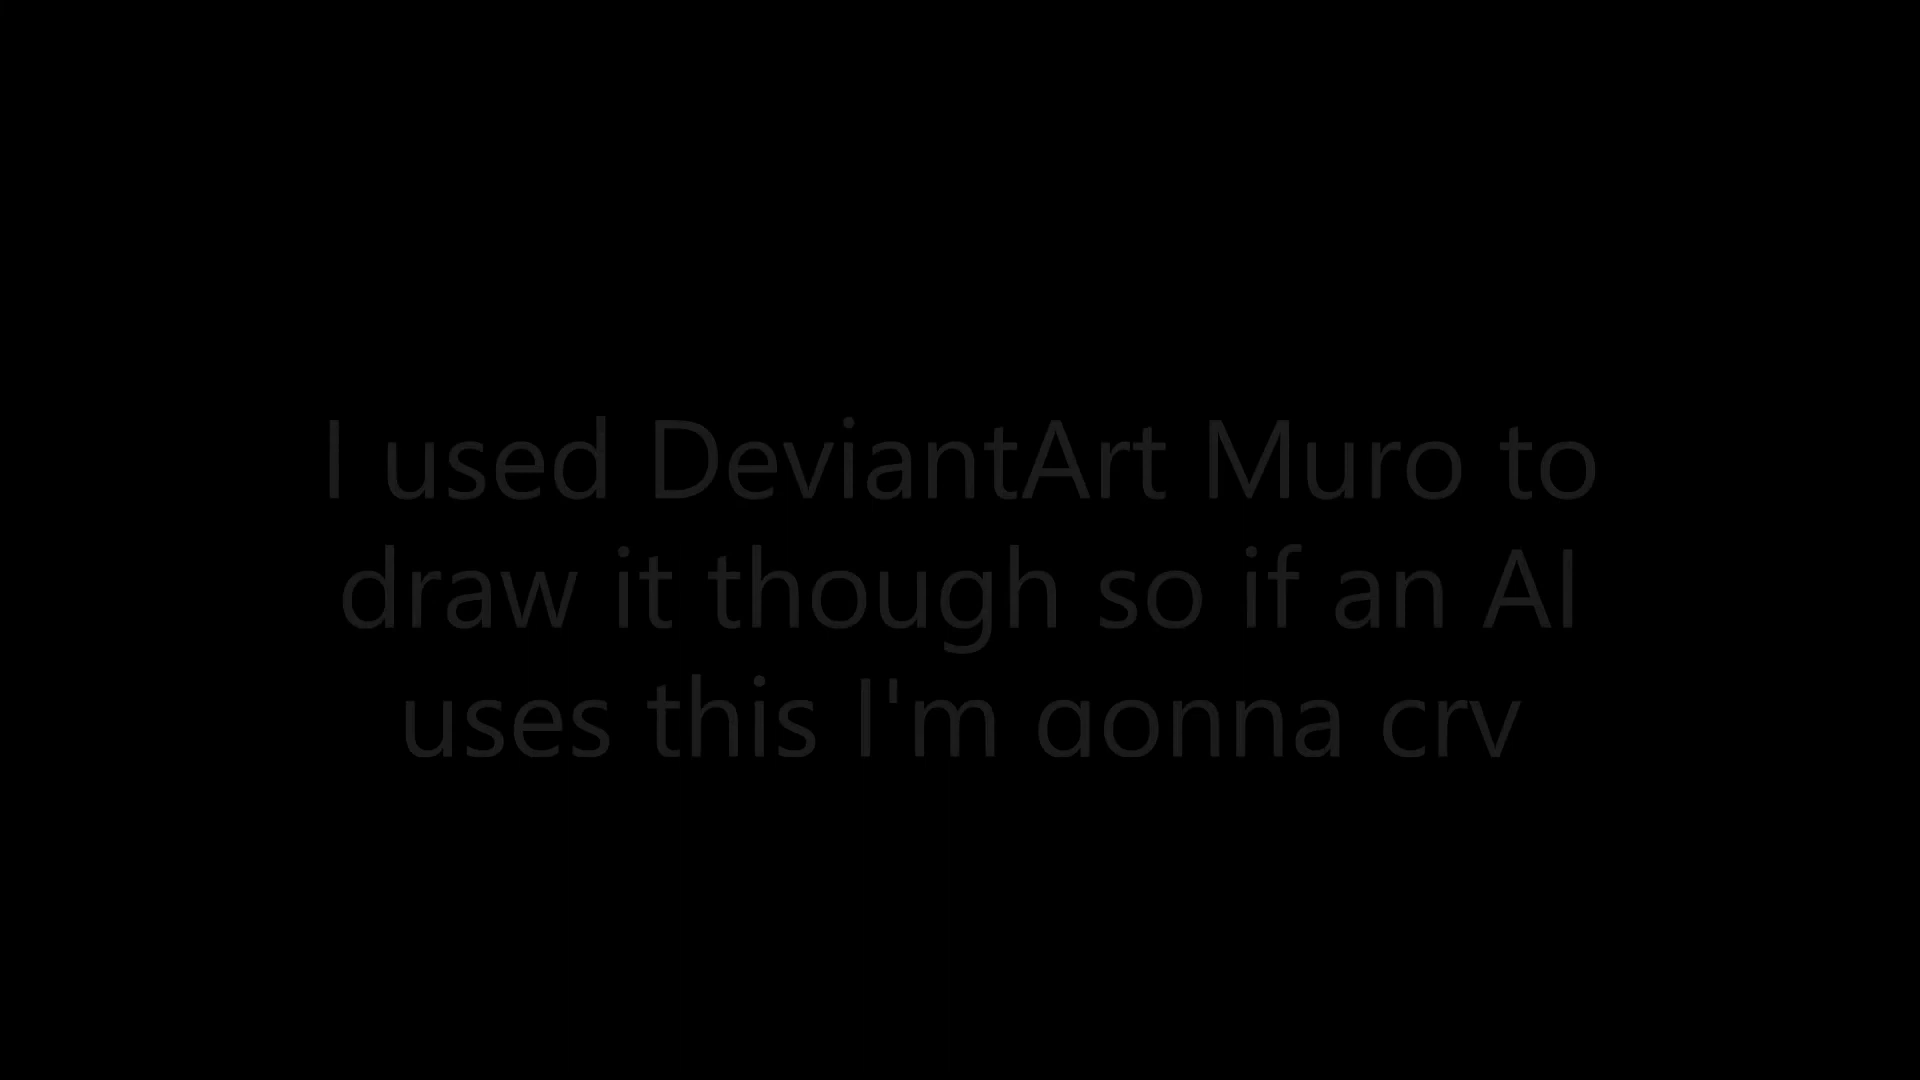 I used DeviantArt Muro to
draw it though so if an AI
uses this I'm gonna cry